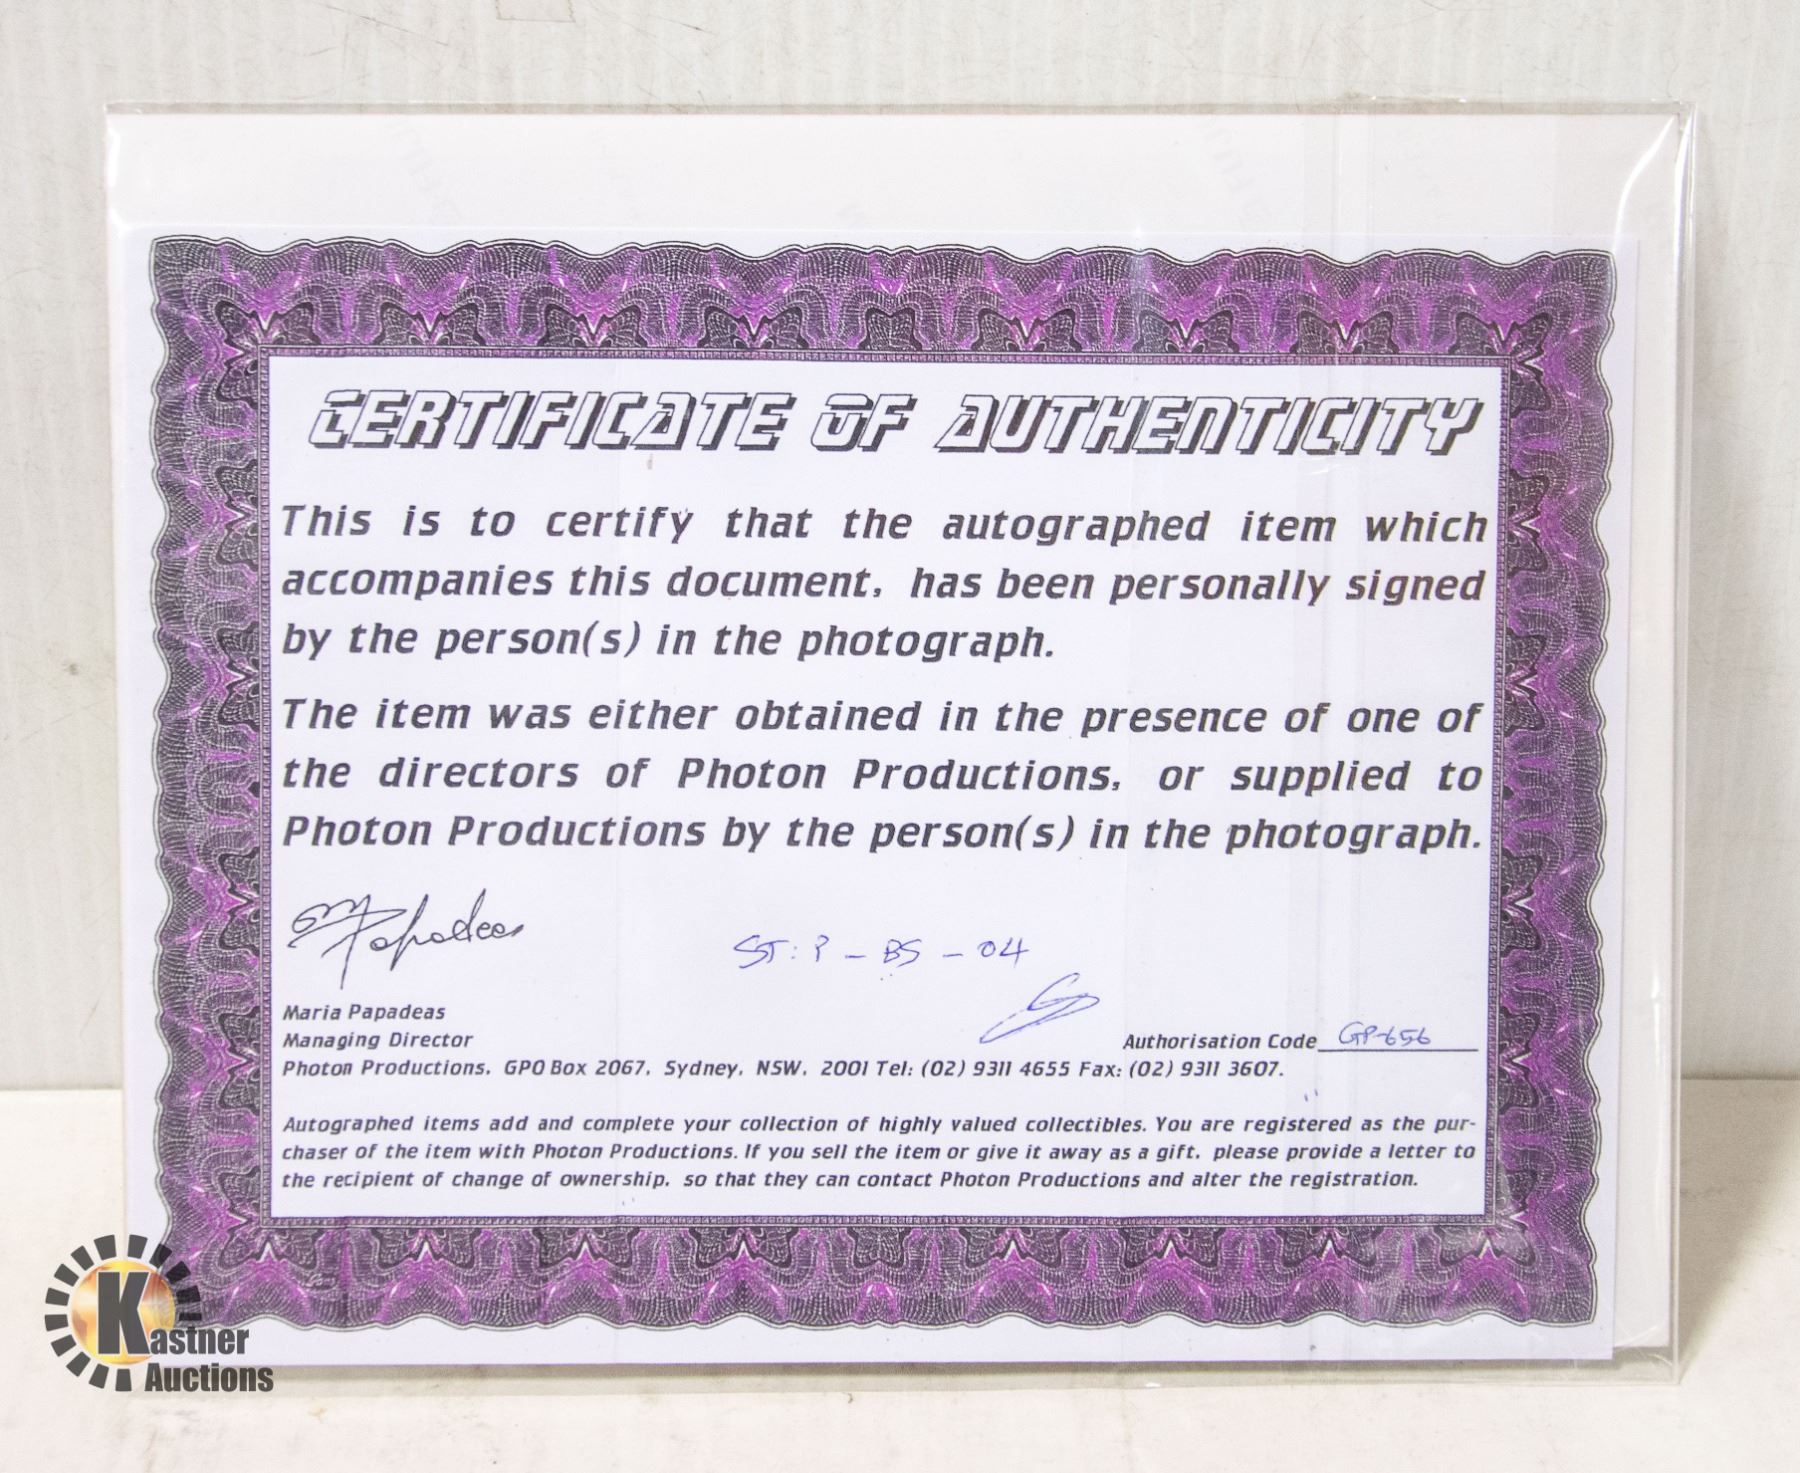 CERTIFICATE OF AUTHENTICITY
This is to certify that the autographed item which
accompanies this document, has been personally signed
by the person(s) in the photograph.
The item was either obtained in the presence of one of
the directors of Photon Productions, or supplied to
Photon Productions by the person(s) in the photograph.
M Papadeas
ST: P - BS - 04
Maria Papadeas
Managing Director
Authorisation Code GP-656
Photon Productions, GPO Box 2067, Sydney, NSW, 2001 Tel: (02) 9311 4655 Fax: (02) 9311 3607.
Autographed items add and complete your collection of highly valued collectibles. You are registered as the pur-
chaser of the item with Photon Productions. If you sell the item or give it away as a gift, please provide a letter to
the recipient of change of ownership, so that they can contact Photon Productions and alter the registration.
Kastner
Auctions